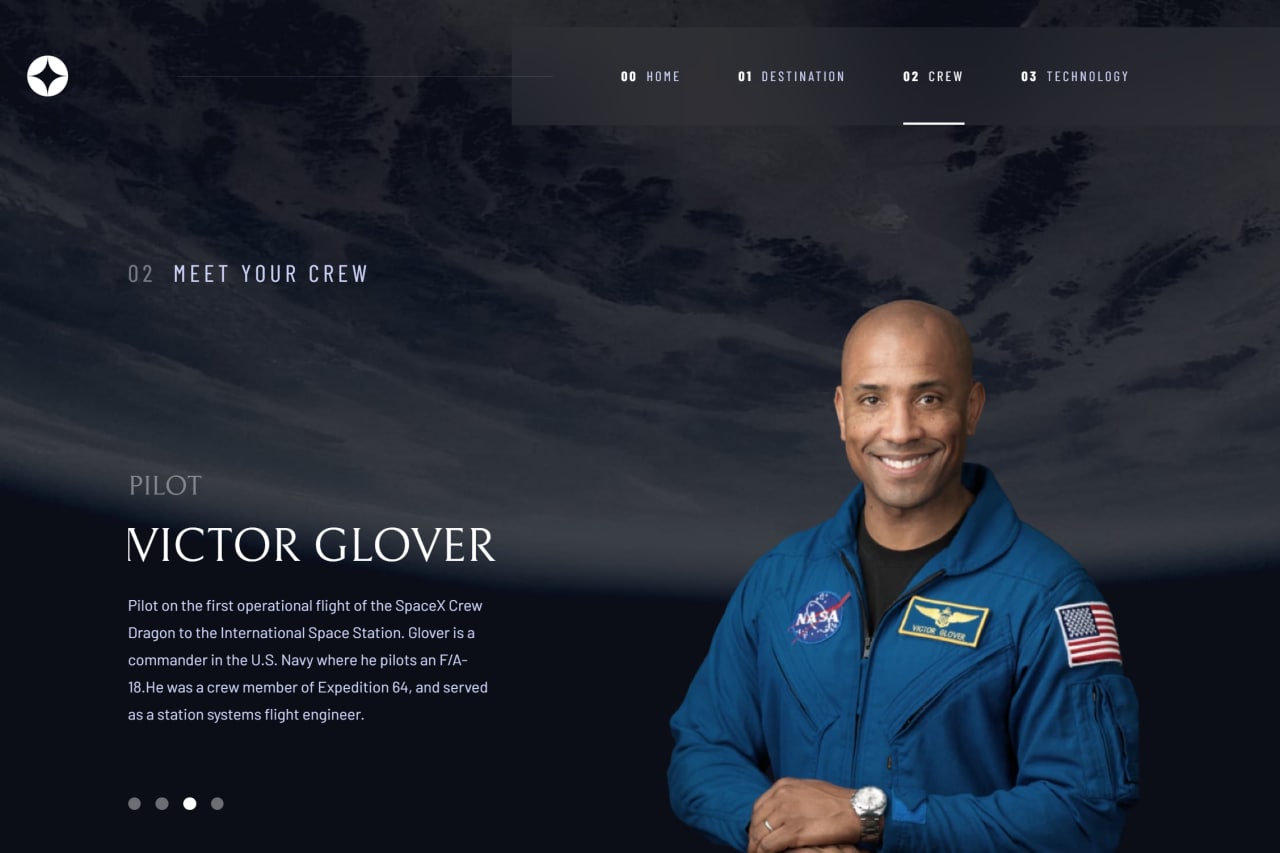 00 HOME 01 DESTINATION 02 CREW 03 TECHNOLOGY
02 MEET YOUR CREW
PILOT
VICTOR GLOVER
Pilot on the first operational flight of the SpaceX Crew
Dragon to the International Space Station. Glover is a
commander in the U.S. Navy where he pilots an F/A-
18.He was a crew member of Expedition 64, and served
as a station systems flight engineer.
NASA
VICTOR GLOVER